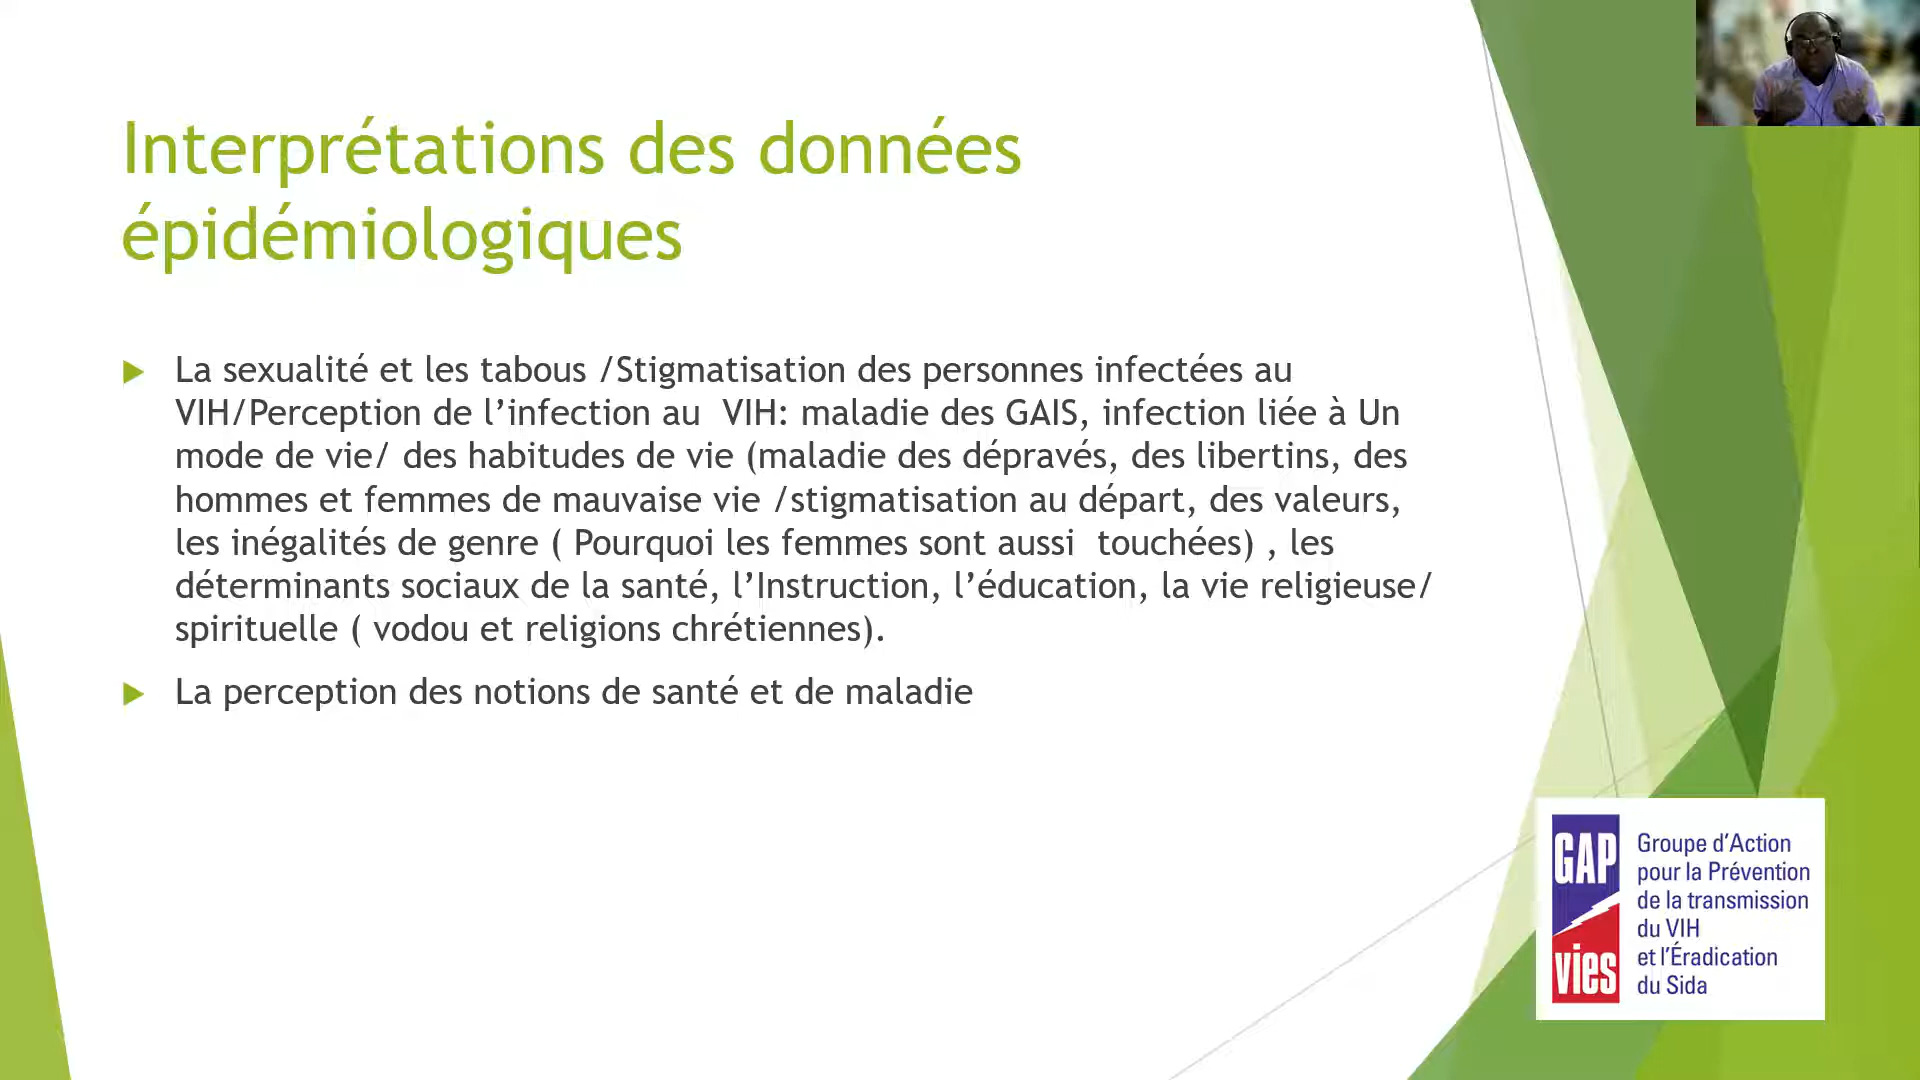 Interprétations des données
épidémiologiques
La sexualité et les tabous /Stigmatisation des personnes infectées au
VIH/Perception de l’infection au  VIH: maladie des GAIS, infection liée à Un
mode de vie/ des habitudes de vie (maladie des dépravés, des libertins, des
hommes et femmes de mauvaise vie /stigmatisation au départ, des valeurs,
les inégalités de genre ( Pourquoi les femmes sont aussi  touchées) , les
déterminants sociaux de la santé, l’Instruction, l’éducation, la vie religieuse/
spirituelle ( vodou et religions chrétiennes).
La perception des notions de santé et de maladie
GAP
vies
Groupe d’Action
pour la Prévention
de la transmission
du VIH
et l’Éradication
du Sida